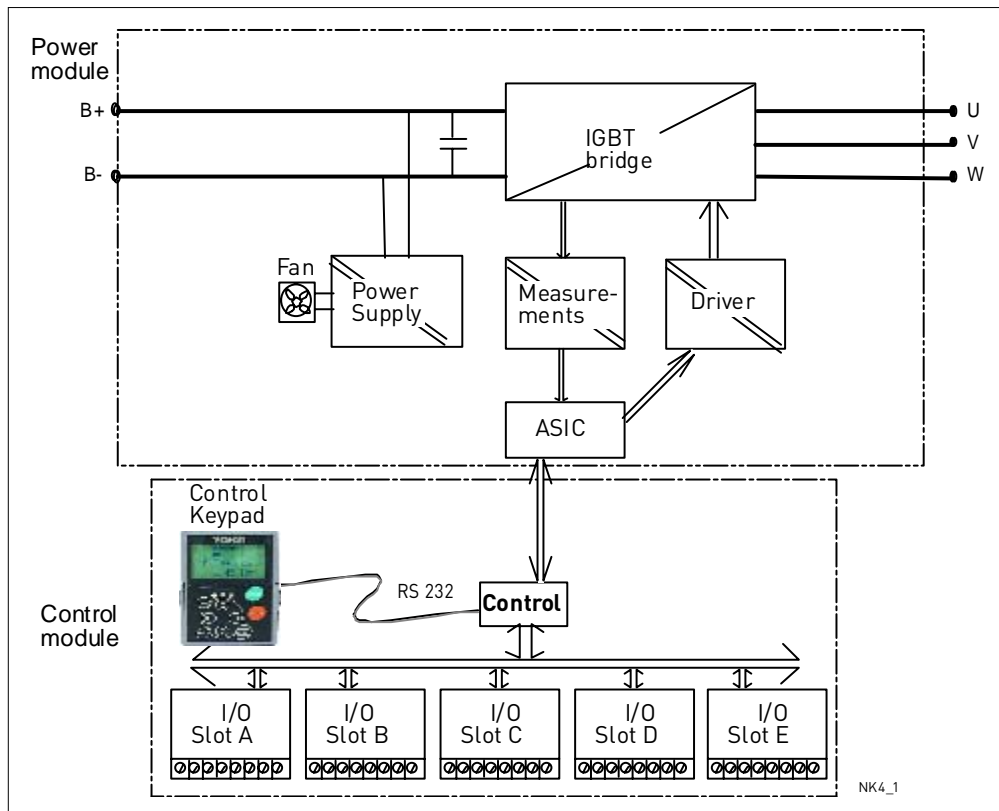 Power
module
B+
B-
IGBT
bridge
U
V
W
Fan
Power
Supply
Measure-
ments
Driver
ASIC
Control
Keypad
RS 232
Control
Control
module
I/O
Slot A
I/O
Slot B
I/O
Slot C
I/O
Slot D
I/O
Slot E
NK4_1